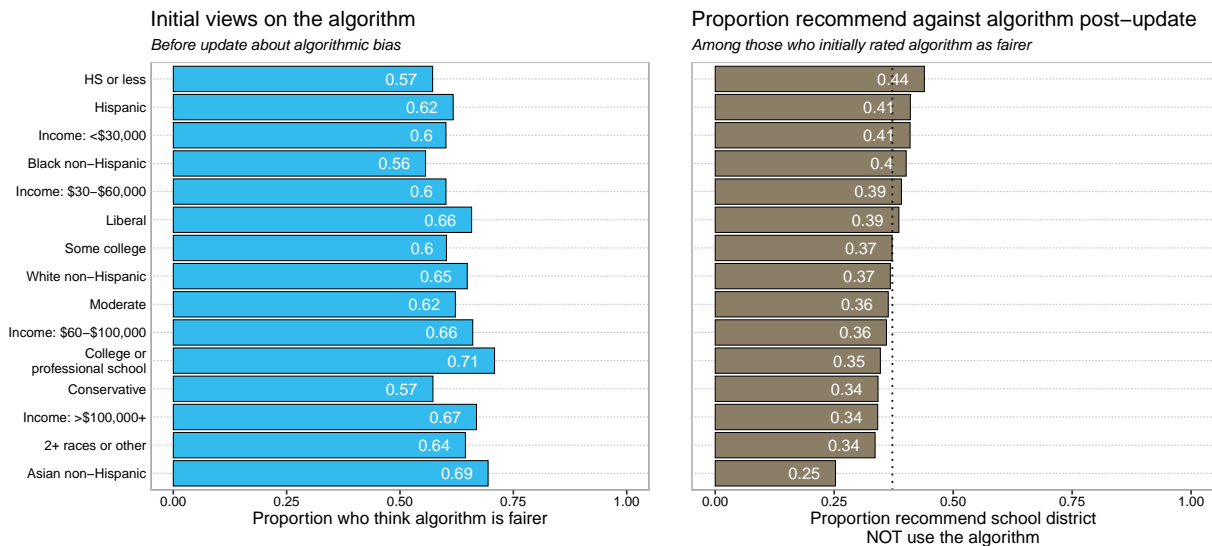 Initial views on the algorithm
Before update about algorithmic bias
HS or less
0.57
Hispanic
0.62
Income: <$30,000
0.6
Black non−Hispanic
0.56
Income: $30−$60,000
0.6
Liberal
0.66
Some college
0.6
White non−Hispanic
0.65
Moderate
0.62
Income: $60−$100,000
0.66
College or
professional school
0.71
Conservative
0.57
Income: >$100,000+
0.67
2+ races or other
0.64
Asian non−Hispanic
0.69
0.00 0.25 0.50 0.75 1.00
Proportion who think algorithm is fairer
Proportion recommend against algorithm post−update
Among those who initially rated algorithm as fairer
0.44
0.41
0.41
0.4
0.39
0.39
0.37
0.37
0.36
0.36
0.35
0.34
0.34
0.34
0.25
0.00 0.25 0.50 0.75 1.00
Proportion recommend school district
NOT use the algorithm